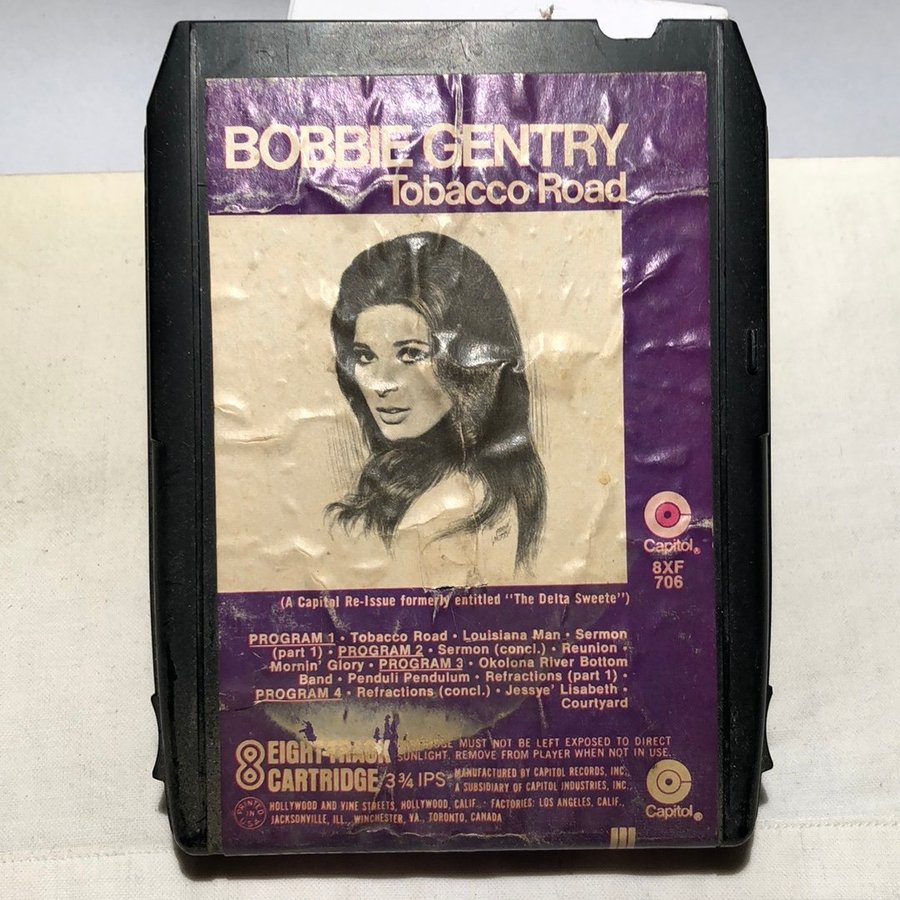 BOBBIE GENTRY
Tobacco Road
Capitol®
8XF
706
(A Capitol Re-Issue formerly entitled "The Delta Sweete")
PROGRAM 1 • Tobacco Road • Louisiana Man • Sermon
(part 1) • PROGRAM 2 • Sermon (concl.) • Reunion •
Mornin' Glory • PROGRAM 3 • Okolona River Bottom
Band • Penduli Pendulum • Refractions (part 1) •
PROGRAM 4 • Refractions (concl.) • Jessye' Lisabeth •
Courtyard
8 EIGHT-TRACK
CARTRIDGE 3¾ IPS
MUST NOT BE LEFT EXPOSED TO DIRECT
SUNLIGHT. REMOVE FROM PLAYER WHEN NOT IN USE.
MANUFACTURED BY CAPITOL RECORDS, INC.,
A SUBSIDIARY OF CAPITOL INDUSTRIES, INC.
PRINTED IN U.S.A.
HOLLYWOOD AND VINE STREETS, HOLLYWOOD, CALIF. • FACTORIES: LOS ANGELES, CALIF.,
JACKSONVILLE, ILL., WINCHESTER, VA. TORONTO, CANADA
Capitol®